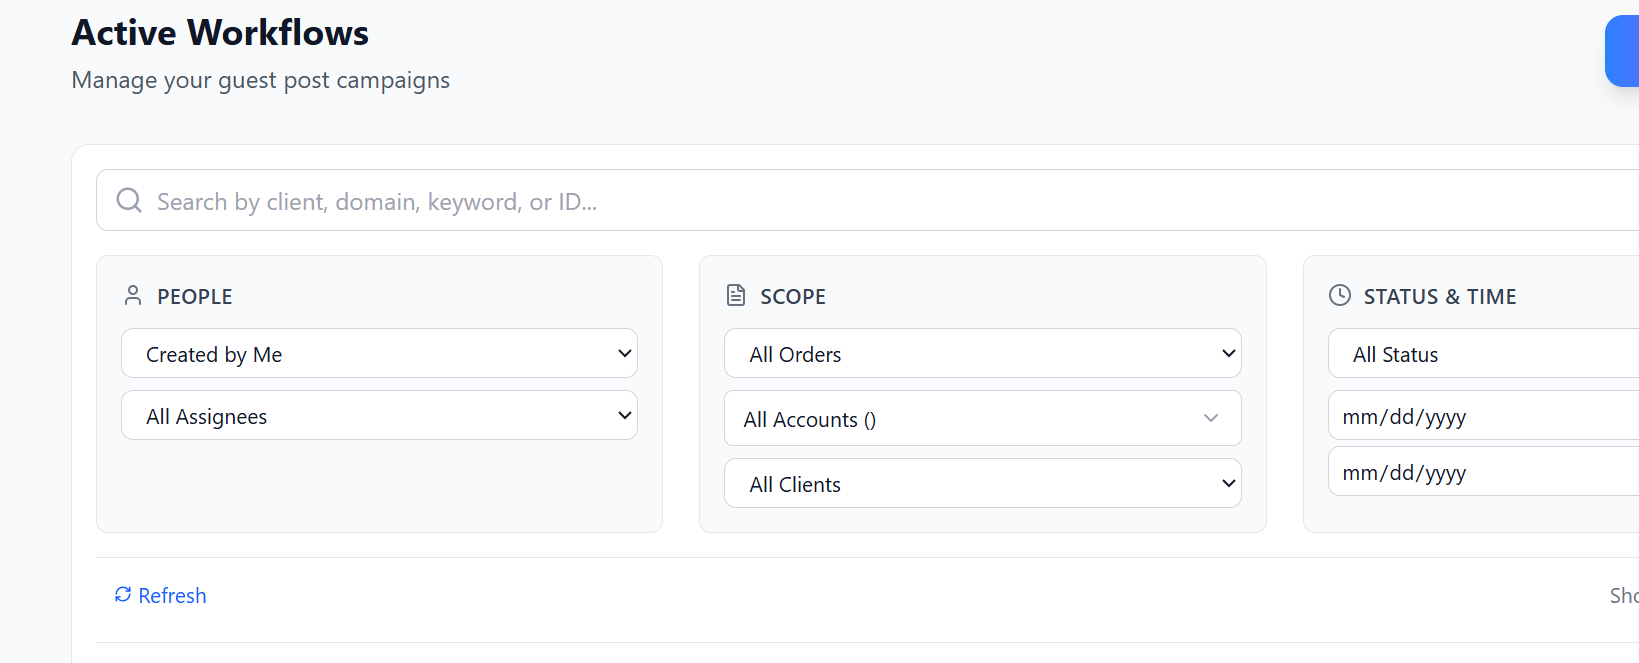 Active Workflows
Manage your guest post campaigns
Search by client, domain, keyword, or ID...
PEOPLE
Created by Me
All Assignees
SCOPE
All Orders
All Accounts ()
All Clients
STATUS & TIME
All Status
mm/dd/yyyy
mm/dd/yyyy
Refresh